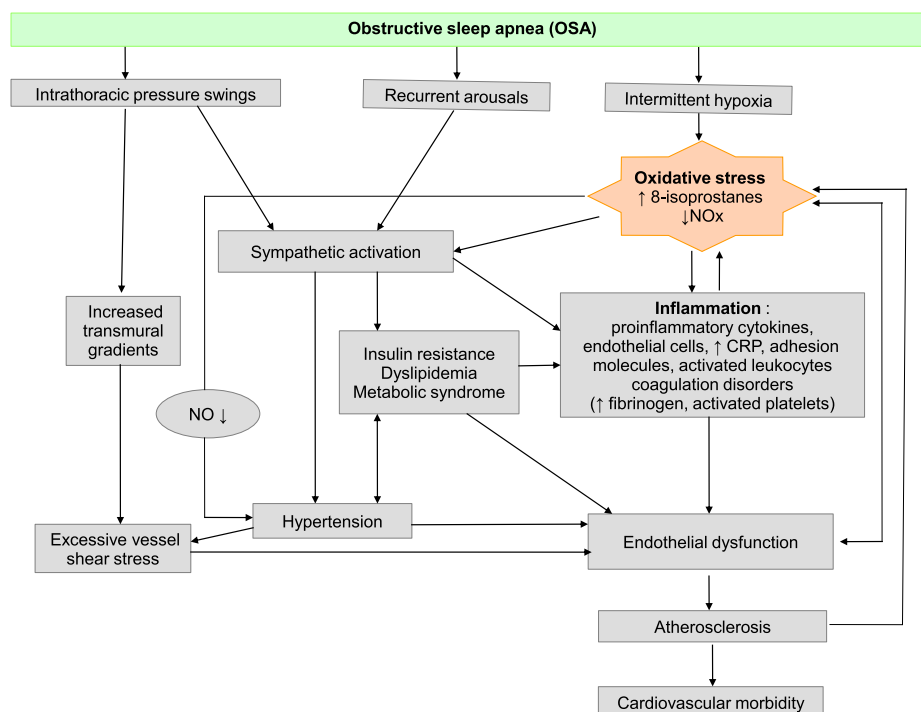 Obstructive sleep apnea (OSA)
Intrathoracic pressure swings
Recurrent arousals
Intermittent hypoxia
Oxidative stress
↑ 8-isoprostanes
↓NOx
Sympathetic activation
Increased
transmural
gradients
Inflammation :
proinflammatory cytokines,
endothelial cells, ↑ CRP, adhesion
molecules, activated leukocytes
coagulation disorders
(↑ fibrinogen, activated platelets)
Insulin resistance
Dyslipidemia
Metabolic syndrome
NO ↓
Hypertension
Excessive vessel
shear stress
Endothelial dysfunction
Atherosclerosis
Cardiovascular morbidity